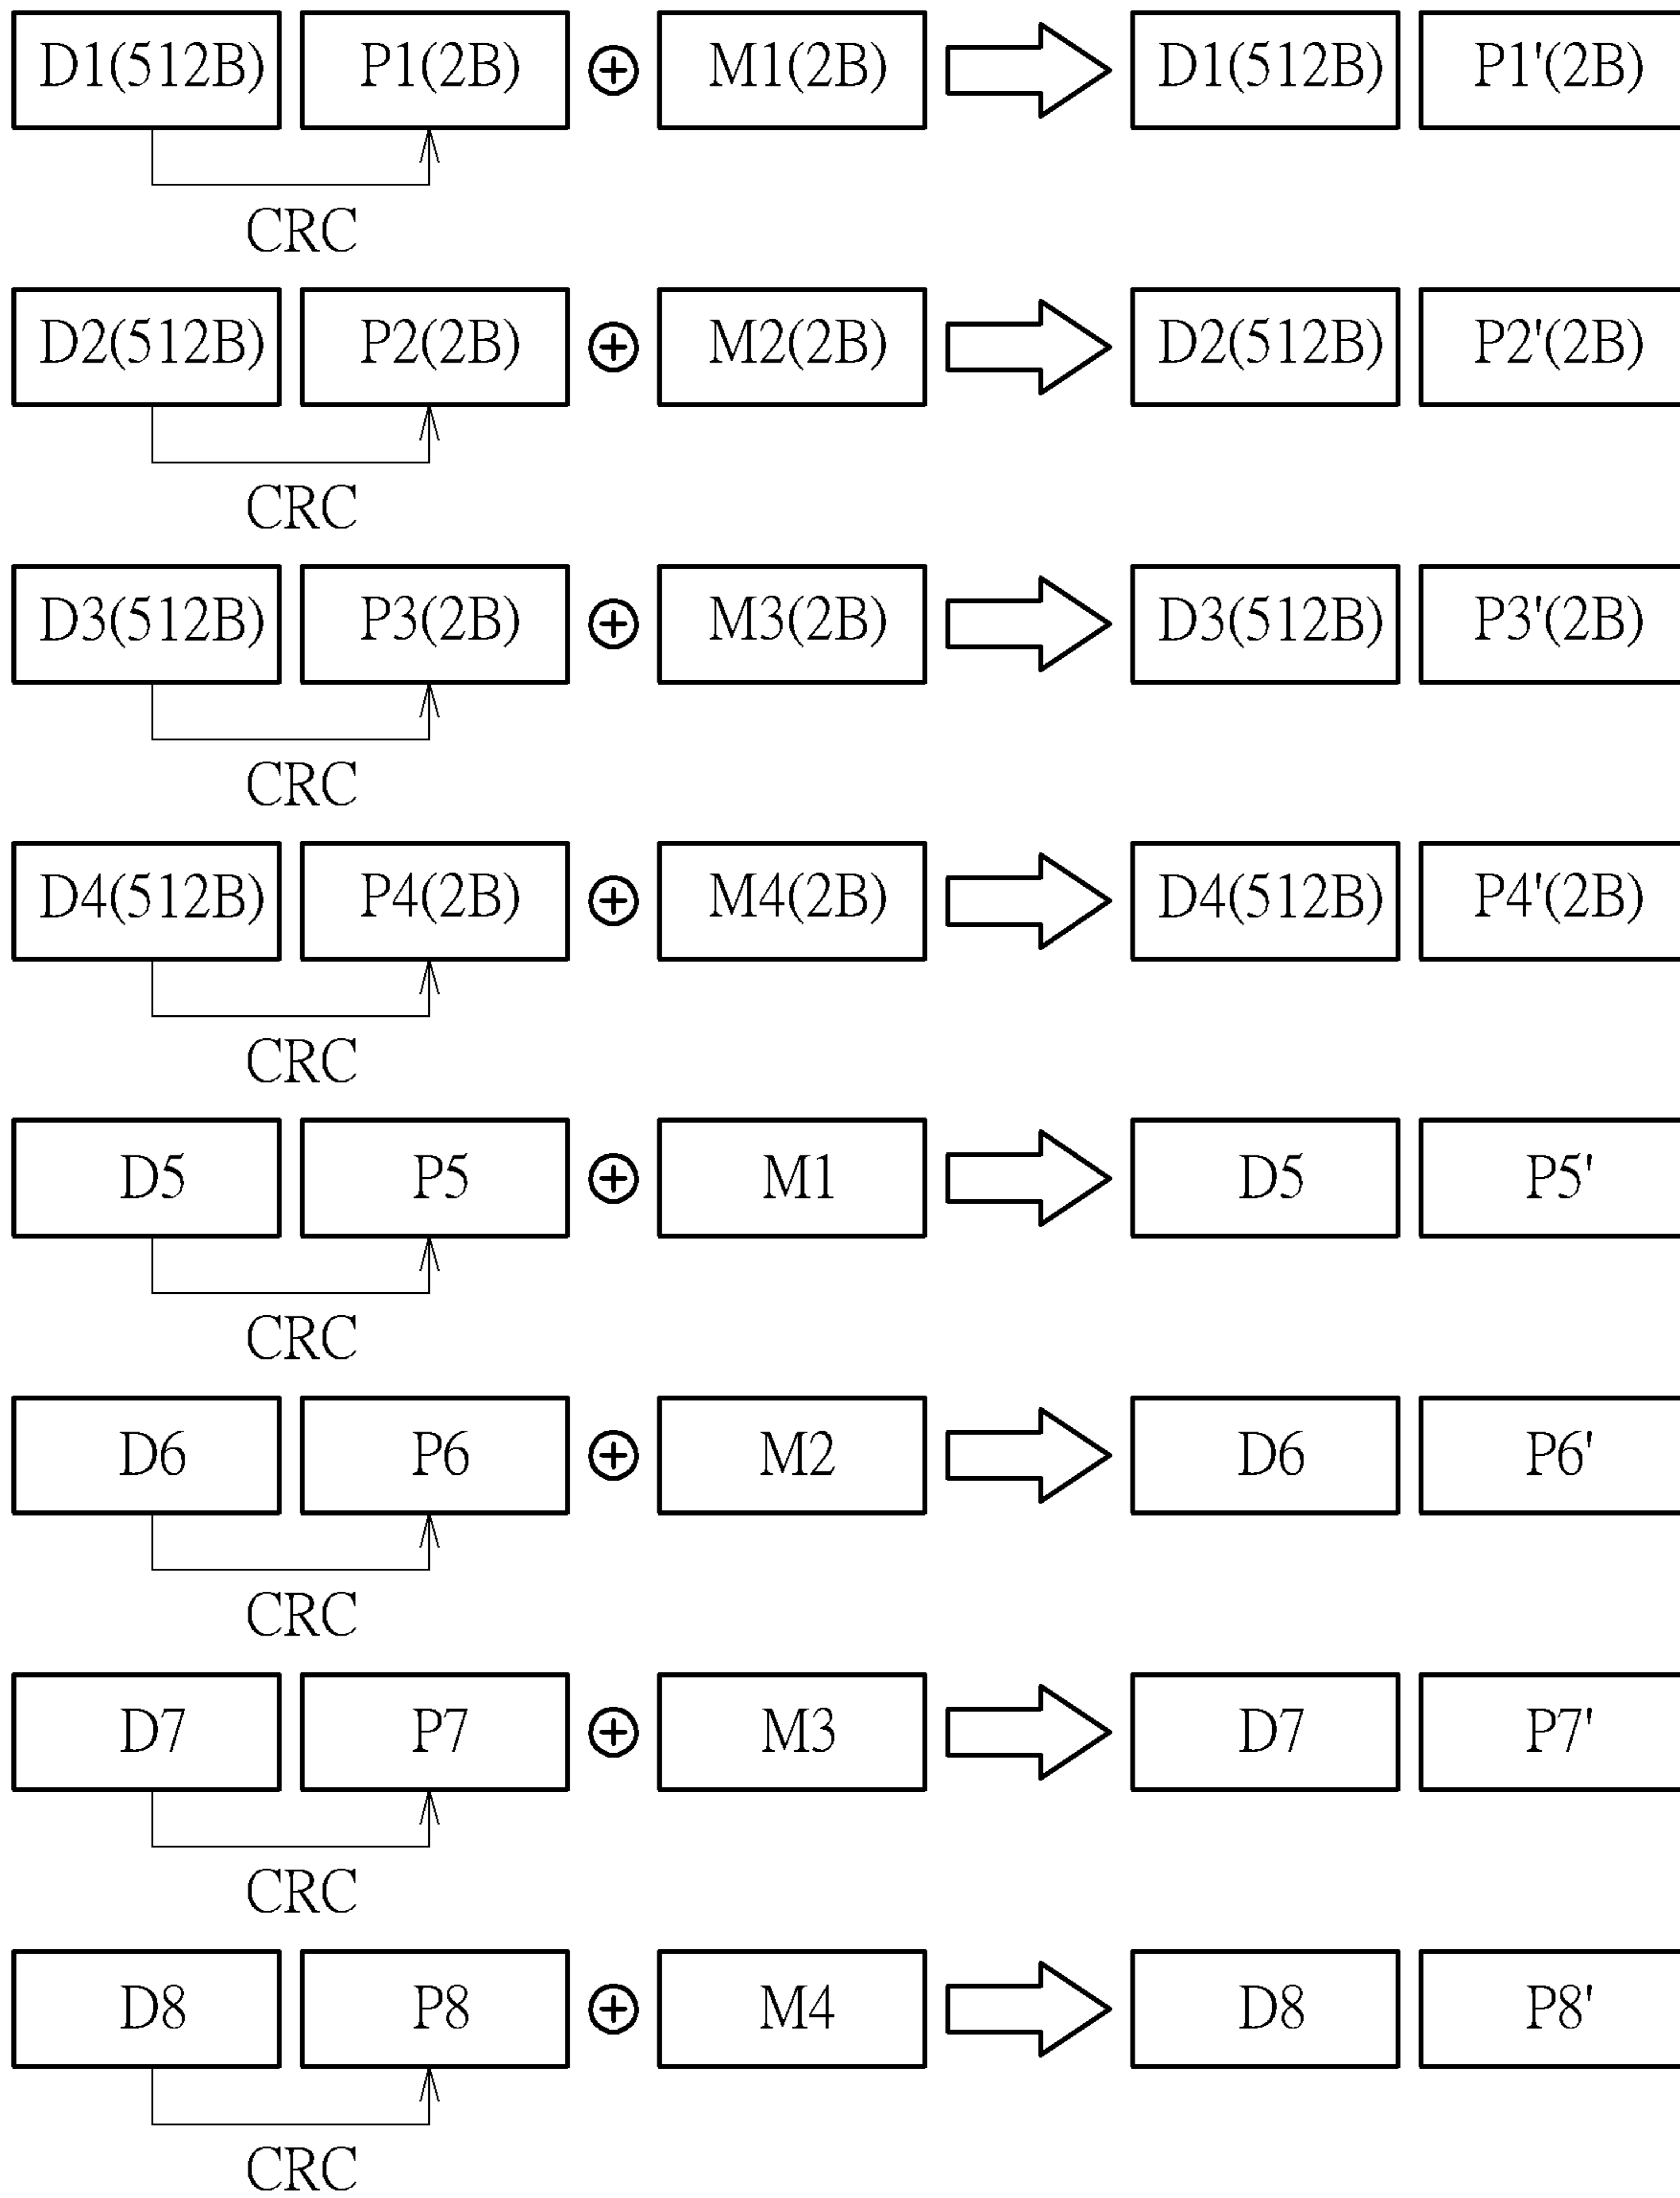 D1(512B) P1(2B) ⊕ M1(2B) D1(512B) P1'(2B)
CRC
D2(512B) P2(2B) ⊕ M2(2B) D2(512B) P2'(2B)
CRC
D3(512B) P3(2B) ⊕ M3(2B) D3(512B) P3'(2B)
CRC
D4(512B) P4(2B) ⊕ M4(2B) D4(512B) P4'(2B)
CRC
D5 P5 ⊕ M1 D5 P5'
CRC
D6 P6 ⊕ M2 D6 P6'
CRC
D7 P7 ⊕ M3 D7 P7'
CRC
D8 P8 ⊕ M4 D8 P8'
CRC